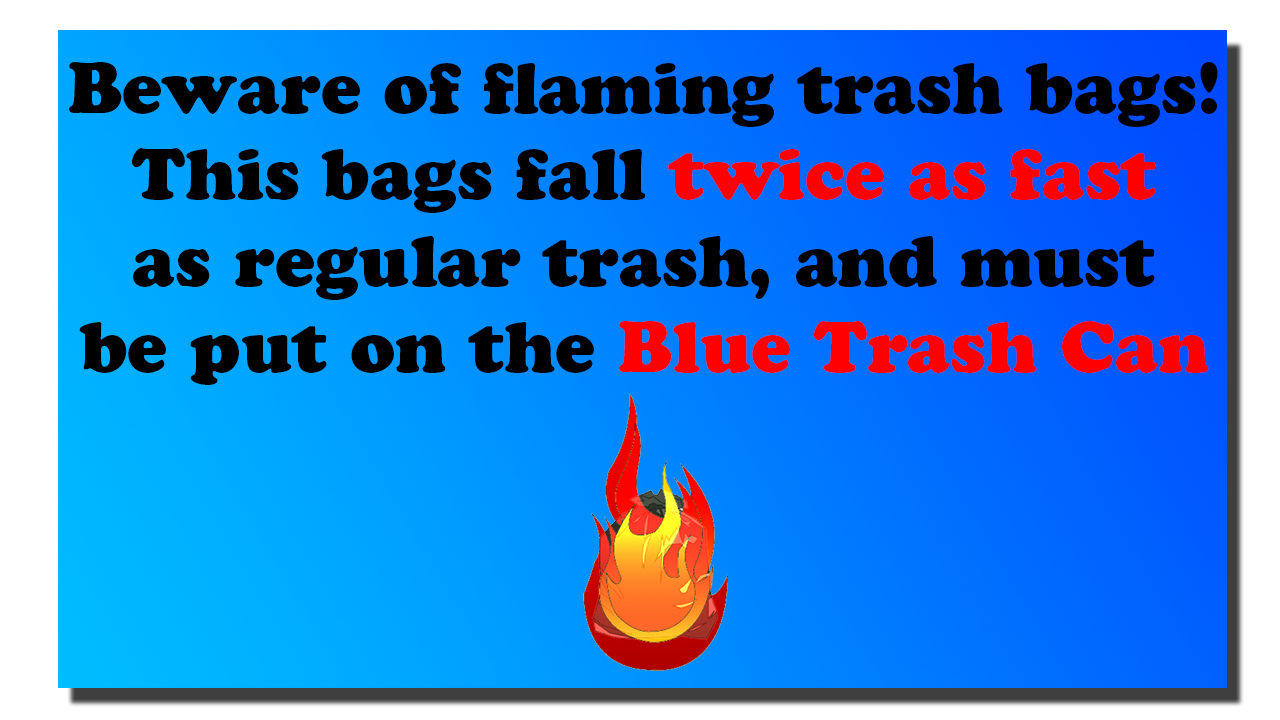 Beware of flaming trash bags!
This bags fall twice as fast
as regular trash, and must
be put on the Blue Trash Can